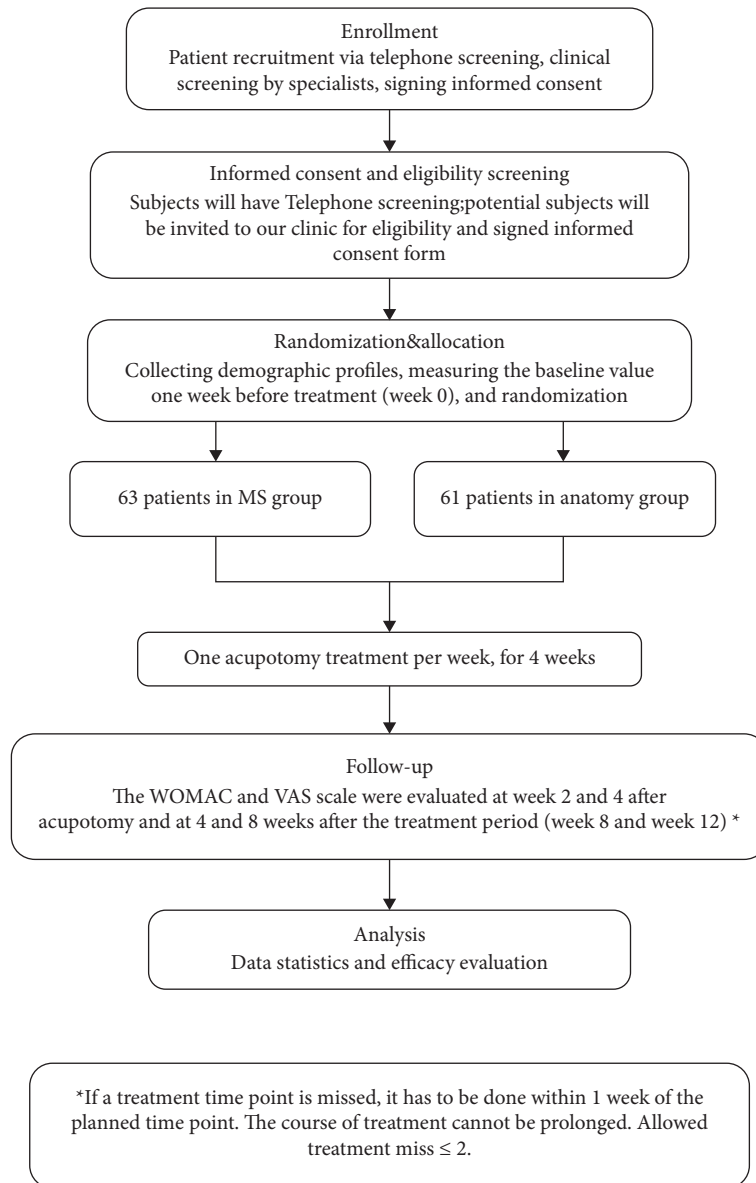 Enrollment
Patient recruitment via telephone screening, clinical
screening by specialists, signing informed consent
Informed consent and eligibility screening
Subjects will have Telephone screening;potential subjects will
be invited to our clinic for eligibility and signed informed
consent form
Randomization&allocation
Collecting demographic profiles, measuring the baseline value
one week before treatment (week 0), and randomization
63 patients in MS group
61 patients in anatomy group
One acupotomy treatment per week, for 4 weeks
Follow-up
The WOMAC and VAS scale were evaluated at week 2 and 4 after
acupotomy and at 4 and 8 weeks after the treatment period (week 8 and week 12) *
Analysis
Data statistics and efficacy evaluation
*If a treatment time point is missed, it has to be done within 1 week of the
planned time point. The course of treatment cannot be prolonged. Allowed
treatment miss ≤ 2.